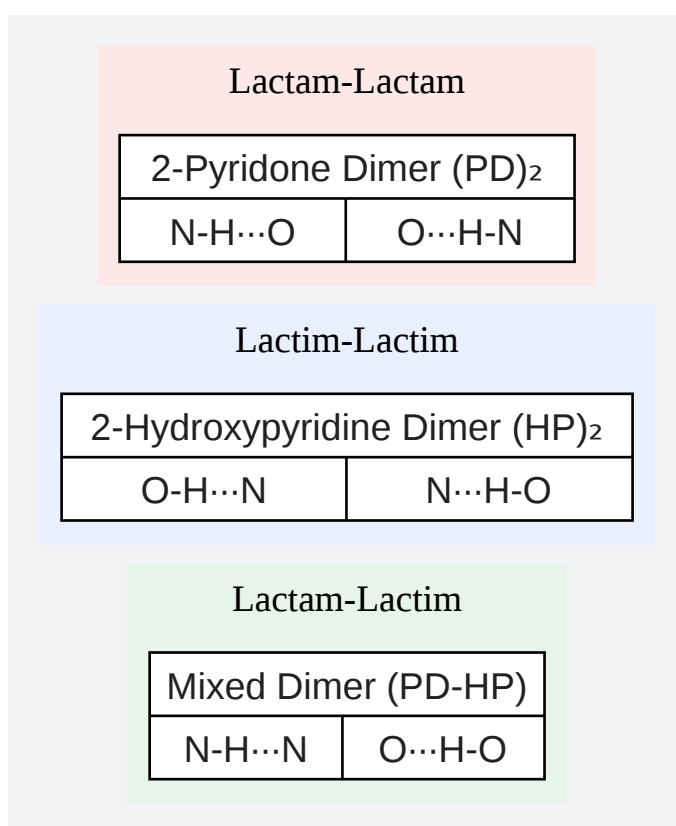 Lactam-Lactam
2-Pyridone Dimer (PD)₂
N-H···O O···H-N
Lactim-Lactim
2-Hydroxypyridine Dimer (HP)₂
O-H···N N···H-O
Lactam-Lactim
Mixed Dimer (PD-HP)
N-H···N O···H-O